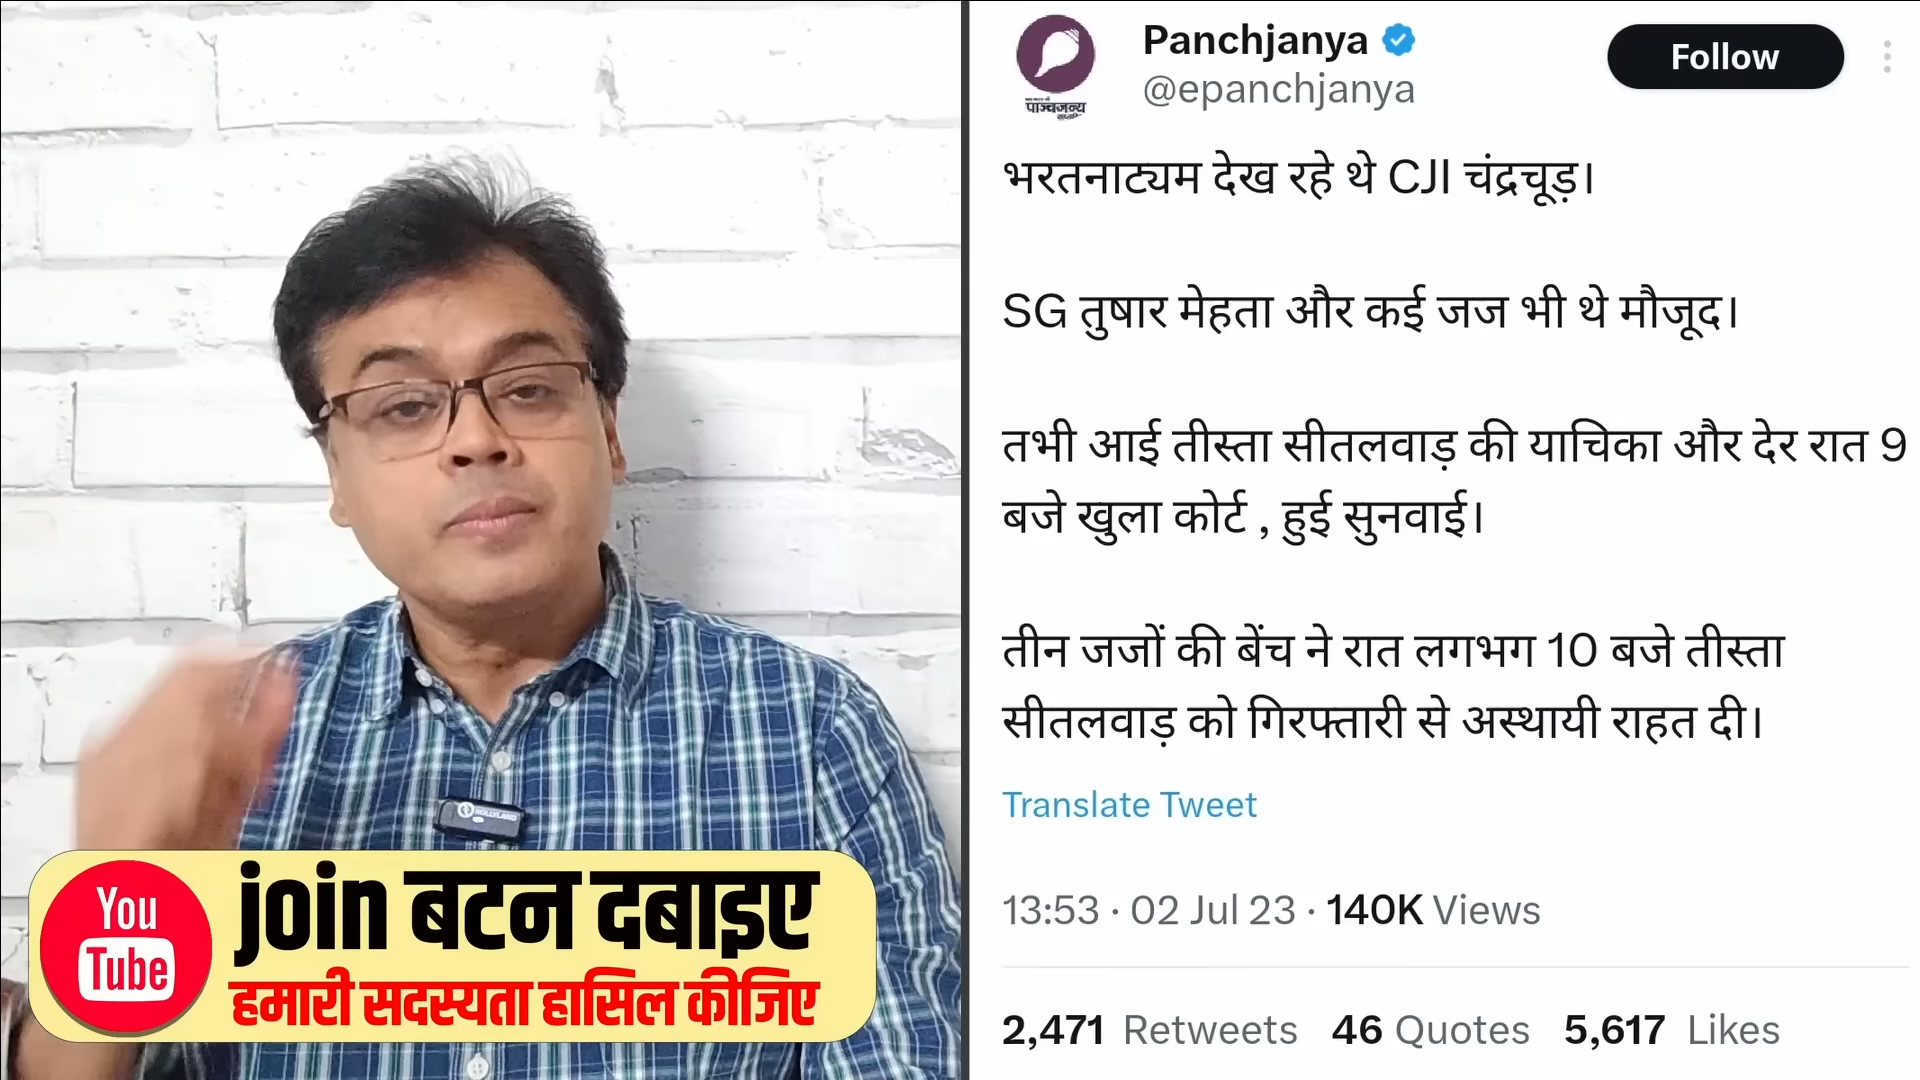 Panchjanya
@epanchjanya
Follow
पाञ्चजन्य
भरतनाट्यम देख रहे थे CJI चंद्रचूड़।
SG तुषार मेहता और कई जज भी थे मौजूद।
तभी आई तीस्ता सीतलवाड़ की याचिका और देर रात 9
बजे खुला कोर्ट , हुई सुनवाई।
तीन जजों की बेंच ने रात लगभग 10 बजे तीस्ता
सीतलवाड़ को गिरफ्तारी से अस्थायी राहत दी।
Translate Tweet
13:53 · 02 Jul 23 · 140K Views
2,471 Retweets 46 Quotes 5,617 Likes
HOLLYLAND
You
Tube
join बटन दबाइए
हमारी सदस्यता हासिल कीजिए